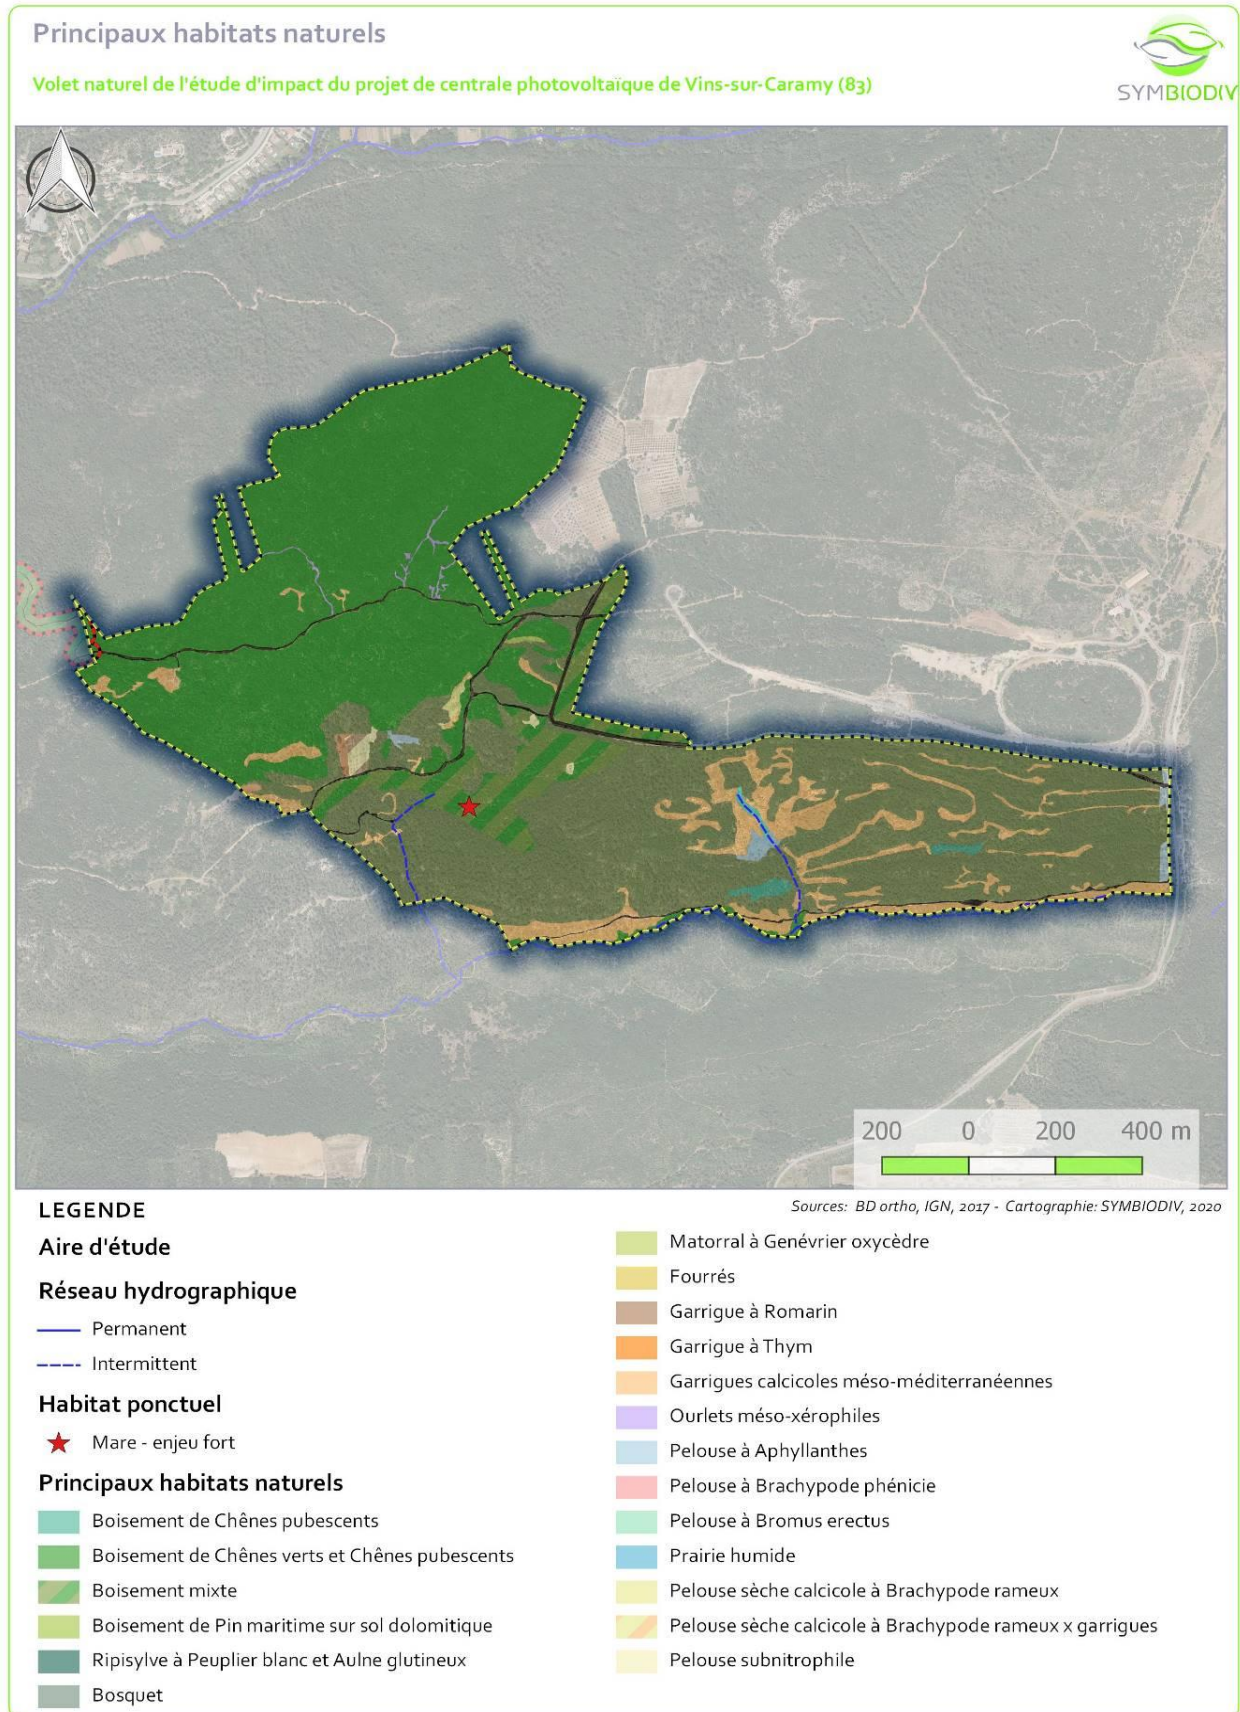 Principaux habitats naturels
Volet naturel de l'étude d'impact du projet de centrale photovoltaïque de Vins-sur-Caramy (83)
SYMBIODIV
200 0 200 400 m
Sources: BD ortho, IGN, 2017 - Cartographie: SYMBIODIV, 2020
LEGENDE
Aire d'étude
Réseau hydrographique
Permanent
Intermittent
Habitat ponctuel
Mare - enjeu fort
Principaux habitats naturels
Boisement de Chênes pubescents
Boisement de Chênes verts et Chênes pubescents
Boisement mixte
Boisement de Pin maritime sur sol dolomitique
Ripisylve à Peuplier blanc et Aulne glutineux
Bosquet
Matorral à Genévrier oxycèdre
Fourrés
Garrigue à Romarin
Garrigue à Thym
Garrigues calcicoles méso-méditerranéennes
Ourlets méso-xérophiles
Pelouse à Aphyllanthes
Pelouse à Brachypode phénicie
Pelouse à Bromus erectus
Prairie humide
Pelouse sèche calcicole à Brachypode rameux
Pelouse sèche calcicole à Brachypode rameux x garrigues
Pelouse subnitrophile